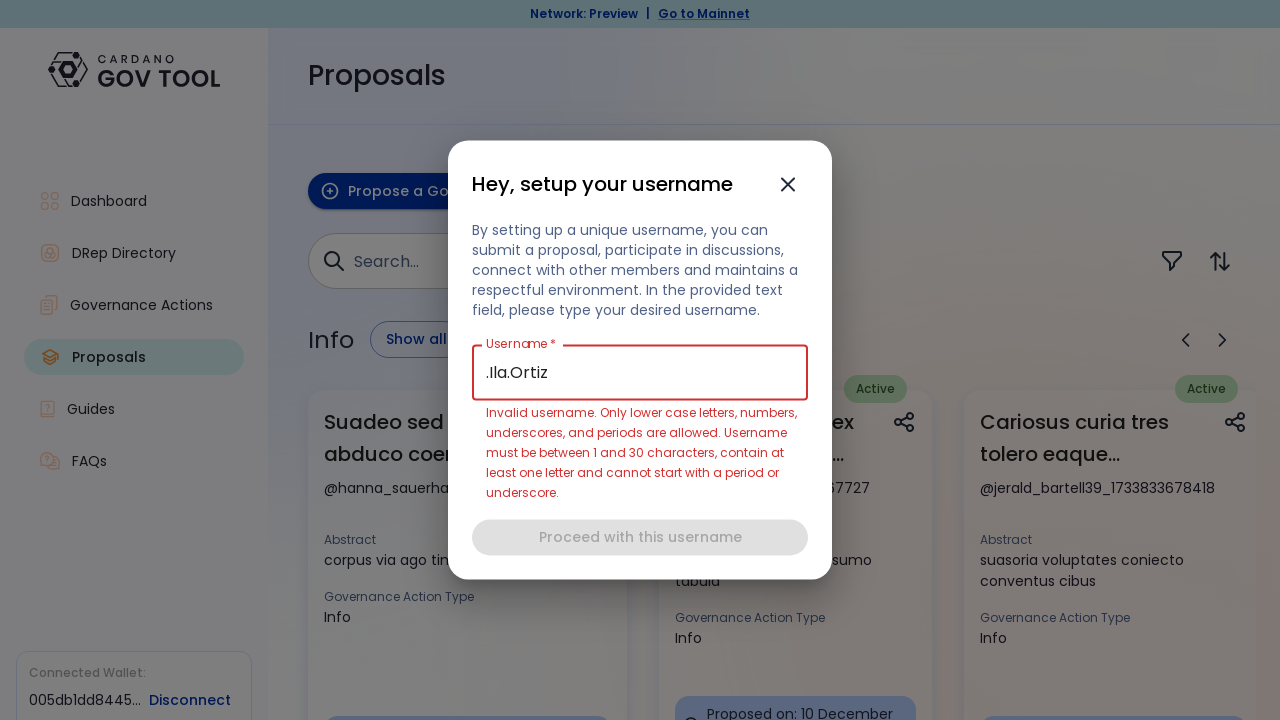 Network: Preview | Go to Mainnet
CARDANO
GOV TOOL
Dashboard
DRep Directory
Governance Actions
Proposals
Guides
FAQs
Connected Wallet:
005db1dd8445... Disconnect
Proposals
Propose a Go
Search...
Info
Show all
Suadeo sed
abduco coer
@hanna_sauerha
Abstract
corpus via ago tin
Governance Action Type
Info
Hey, setup your username
By setting up a unique username, you can
submit a proposal, participate in discussions,
connect with other members and maintains a
respectful environment. In the provided text
field, please type your desired username.
Username *
.Ila.Ortiz
Invalid username. Only lower case letters, numbers,
underscores, and periods are allowed. Username
must be between 1 and 30 characters, contain at
least one letter and cannot start with a period or
underscore.
Proceed with this username
Active
ex
...
67727
sumo
tabula
Governance Action Type
Info
Proposed on: 10 December
Active
Cariosus curia tres
tolero eaque...
@jerald_bartell39_1733833678418
Abstract
suasoria voluptates coniecto
conventus cibus
Governance Action Type
Info